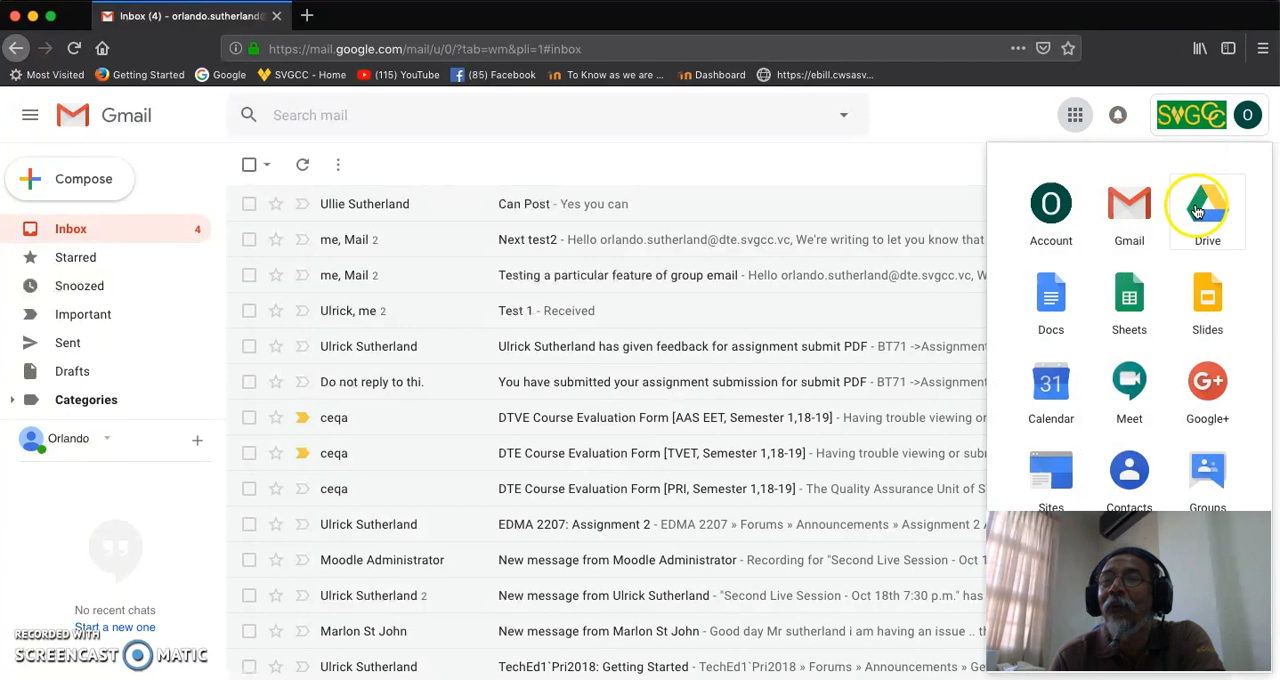 Inbox (4) - orlando.sutherland@
https://mail.google.com/mail/u/0/?tab=wm&pli=1#inbox
Most Visited Getting Started Google SVGCC - Home (115) YouTube (85) Facebook To Know as we are ... Dashboard https://ebill.cwsasv...
Gmail Search mail SVGCC O
Compose
Inbox 4
Starred
Snoozed
Important
Sent
Drafts
Categories
Orlando
No recent chats
Start a new one
Ullie Sutherland Can Post - Yes you can
me, Mail 2 Next test2 - Hello orlando.sutherland@dte.svgcc.vc, We're writing to let you know that
me, Mail 2 Testing a particular feature of group email - Hello orlando.sutherland@dte.svgcc.vc,
Ulrick, me 2 Test 1 - Received
Ulrick Sutherland Ulrick Sutherland has given feedback for assignment submit PDF - BT71 ->Assignment
Do not reply to thi. You have submitted your assignment submission for submit PDF - BT71 ->Assignment
ceqa DTVE Course Evaluation Form [AAS EET, Semester 1,18-19] - Having trouble viewing or
ceqa DTE Course Evaluation Form [TVET, Semester 1,18-19] - Having trouble viewing or subm
ceqa DTE Course Evaluation Form [PRI, Semester 1,18-19] - The Quality Assurance Unit of S
Ulrick Sutherland EDMA 2207: Assignment 2 - EDMA 2207 » Forums » Announcements » Assignment 2
Moodle Administrator New message from Moodle Administrator - Recording for "Second Live Session - Oct 1
Ulrick Sutherland 2 New message from Ulrick Sutherland - "Second Live Session - Oct 18th 7:30 p.m." has
Marlon St John New message from Marlon St John - Good day Mr sutherland i am having an issue .. th
Ulrick Sutherland TechEd1`Pri2018: Getting Started - TechEd1`Pri2018 » Forums » Announcements » Ge
O
Account Gmail Drive
Docs Sheets Slides
31
G+
Calendar Meet Google+
Sites Contacts Groups
RECORDED WITH
SCREENCAST MATIC